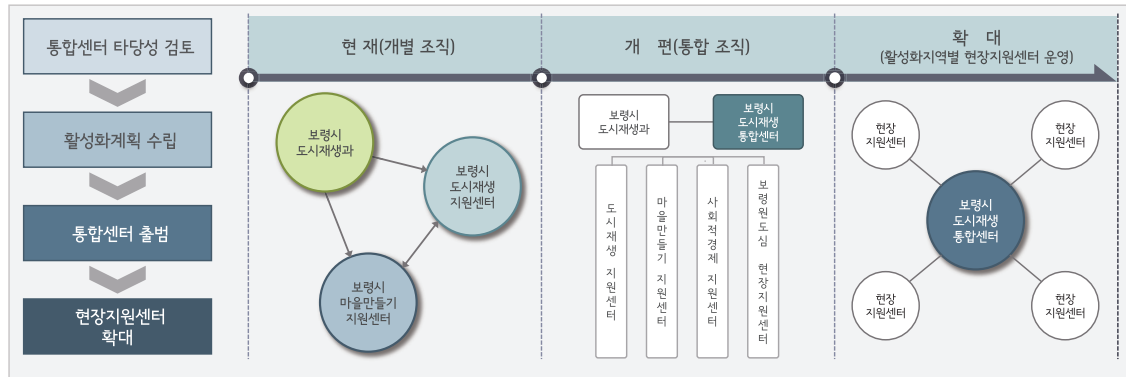 통합센터 타당성 검토
활성화계획 수립
통합센터 출범
현장지원센터
확대
현 재(개별 조직)
개 편(통합 조직)
확 대
(활성화지역별 현장지원센터 운영)
보령시
도시재생과
보령시
도시재생
지원센터
보령시
마을만들기
지원센터
보령시
도시재생과
보령시
도시재생
통합센터
도시재생 지원센터
마을만들기 지원센터
사회적경제 지원센터
보령원도심 현장지원센터
현장
지원센터
현장
지원센터
보령시
도시재생
통합센터
현장
지원센터
현장
지원센터